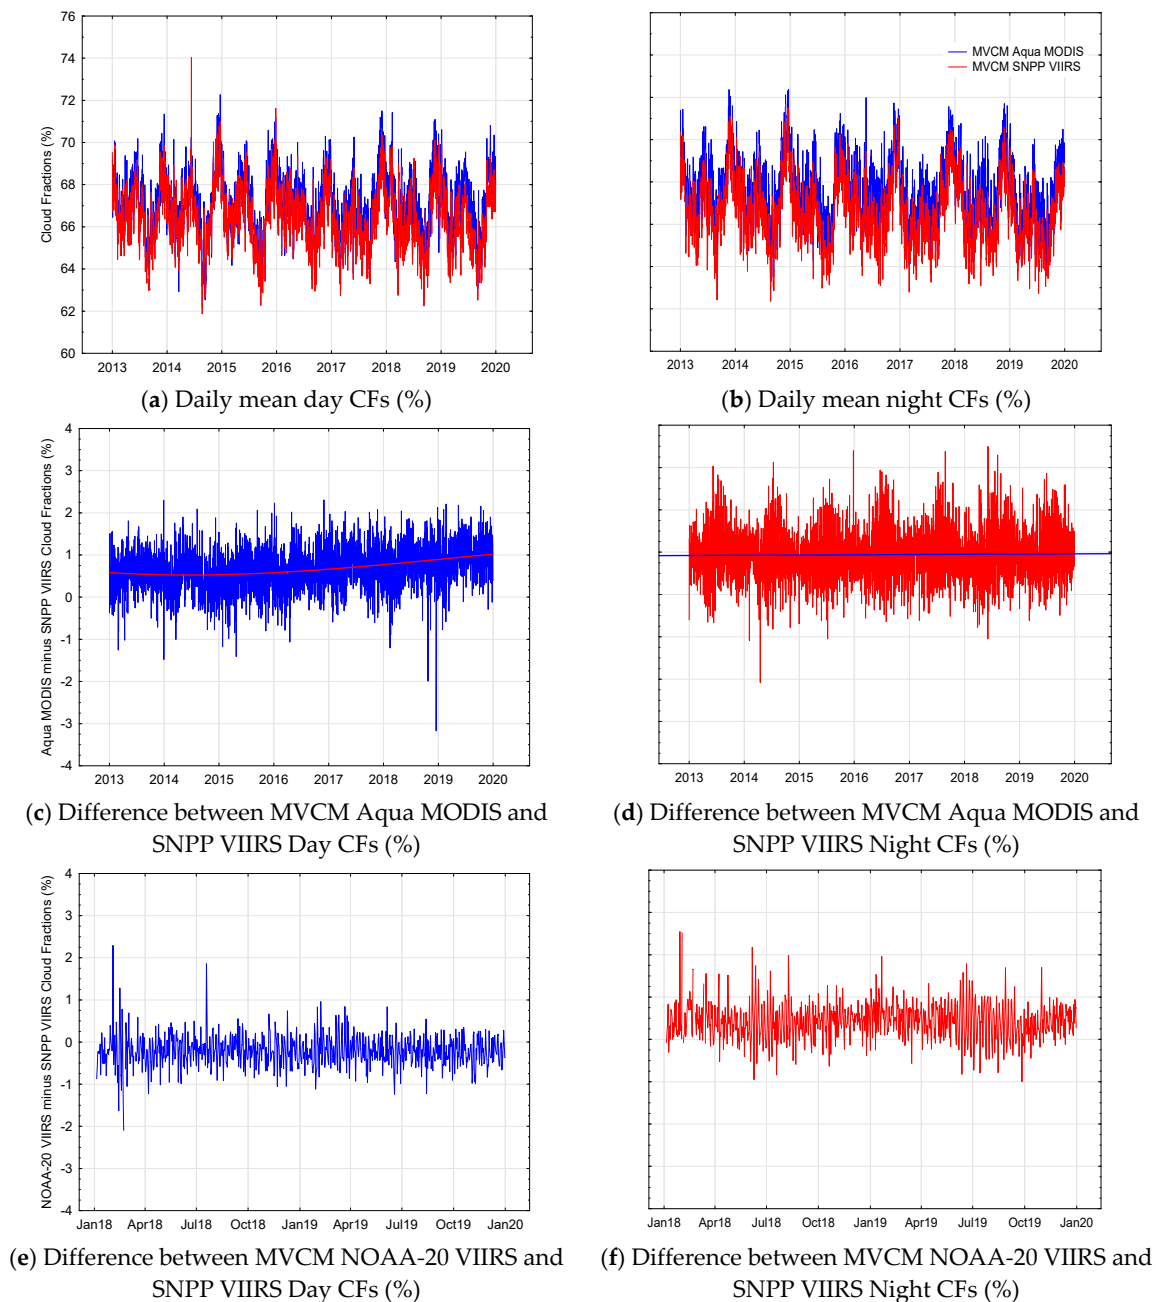 76
74
72
70
68
66
64
62
60
Cloud Fractions (%)
2013 2014 2015 2016 2017 2018 2019 2020
MVCM Aqua MODIS
MVCM SNPP VIIRS
2013 2014 2015 2016 2017 2018 2019 2020
(a) Daily mean day CFs (%)
(b) Daily mean night CFs (%)
4
3
2
1
0
-1
-2
-3
-4
Aqua MODIS minus SNPP VIIRS Cloud Fractions (%)
2013 2014 2015 2016 2017 2018 2019 2020
2013 2014 2015 2016 2017 2018 2019 2020
(c) Difference between MVCM Aqua MODIS and
SNPP VIIRS Day CFs (%)
(d) Difference between MVCM Aqua MODIS and
SNPP VIIRS Night CFs (%)
4
3
2
1
0
-1
-2
-3
-4
NOAA-20 VIIRS minus SNPP VIIRS Cloud Fractions (%)
Jan18 Apr18 Jul18 Oct18 Jan19 Apr19 Jul19 Oct19 Jan20
Jan18 Apr18 Jul18 Oct18 Jan19 Apr19 Jul19 Oct19 Jan20
(e) Difference between MVCM NOAA-20 VIIRS and
SNPP VIIRS Day CFs (%)
(f) Difference between MVCM NOAA-20 VIIRS and
SNPP VIIRS Night CFs (%)